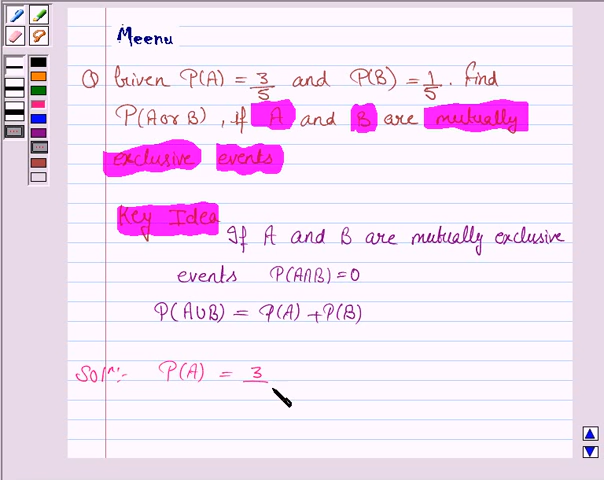 Meenu
Q Given P(A) = 3/5 and P(B) = 1/5. Find
P(A or B), if A and B are mutually
exclusive events
Key Idea
If A and B are mutually exclusive
events P(A∩B)=0
P(A∪B) = P(A) + P(B)
Solⁿ:- P(A) = 3